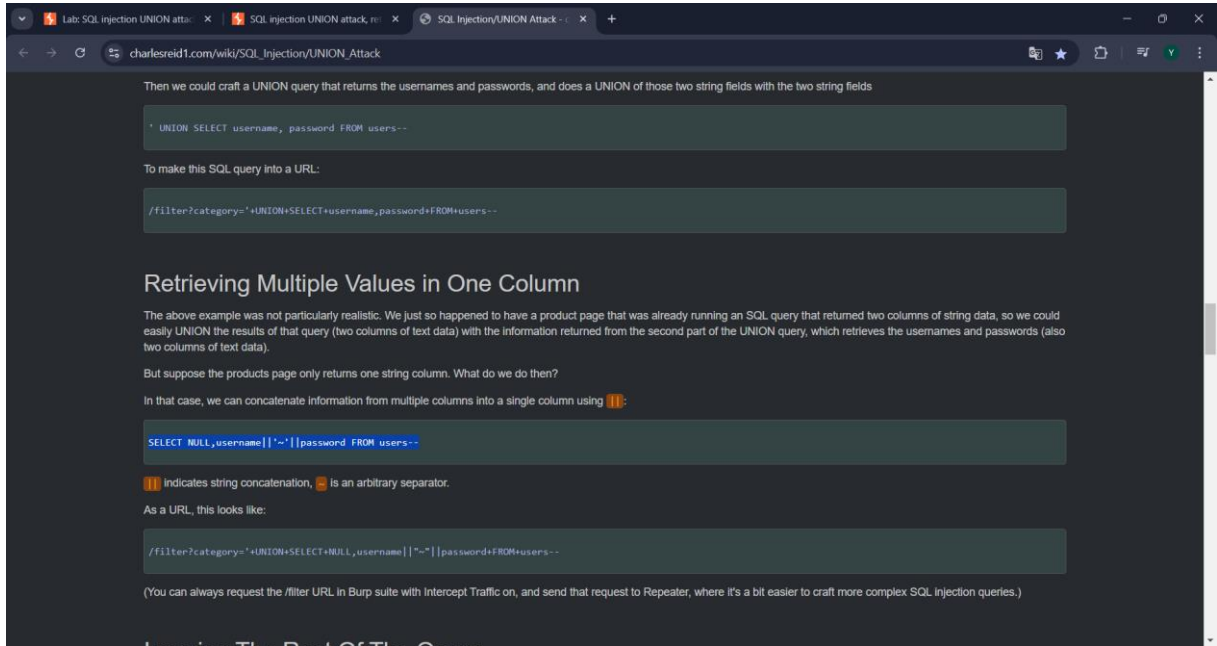 Lab: SQL injection UNION attac
SQL injection UNION attack, ret
SQL Injection/UNION Attack - c
charlesreid1.com/wiki/SQL_Injection/UNION_Attack
Y
Then we could craft a UNION query that returns the usernames and passwords, and does a UNION of those two string fields with the two string fields
' UNION SELECT username, password FROM users--
To make this SQL query into a URL:
/filter?category='+UNION+SELECT+username,password+FROM+users--
Retrieving Multiple Values in One Column
The above example was not particularly realistic. We just so happened to have a product page that was already running an SQL query that returned two columns of string data, so we could
easily UNION the results of that query (two columns of text data) with the information returned from the second part of the UNION query, which retrieves the usernames and passwords (also
two columns of text data).
But suppose the products page only returns one string column. What do we do then?
In that case, we can concatenate information from multiple columns into a single column using ||:
SELECT NULL,username||'~'||password FROM users--
|| indicates string concatenation, ~ is an arbitrary separator.
As a URL, this looks like:
/filter?category='+UNION+SELECT+NULL,username||"~"||password+FROM+users--
(You can always request the /filter URL in Burp suite with Intercept Traffic on, and send that request to Repeater, where it's a bit easier to craft more complex SQL injection queries.)